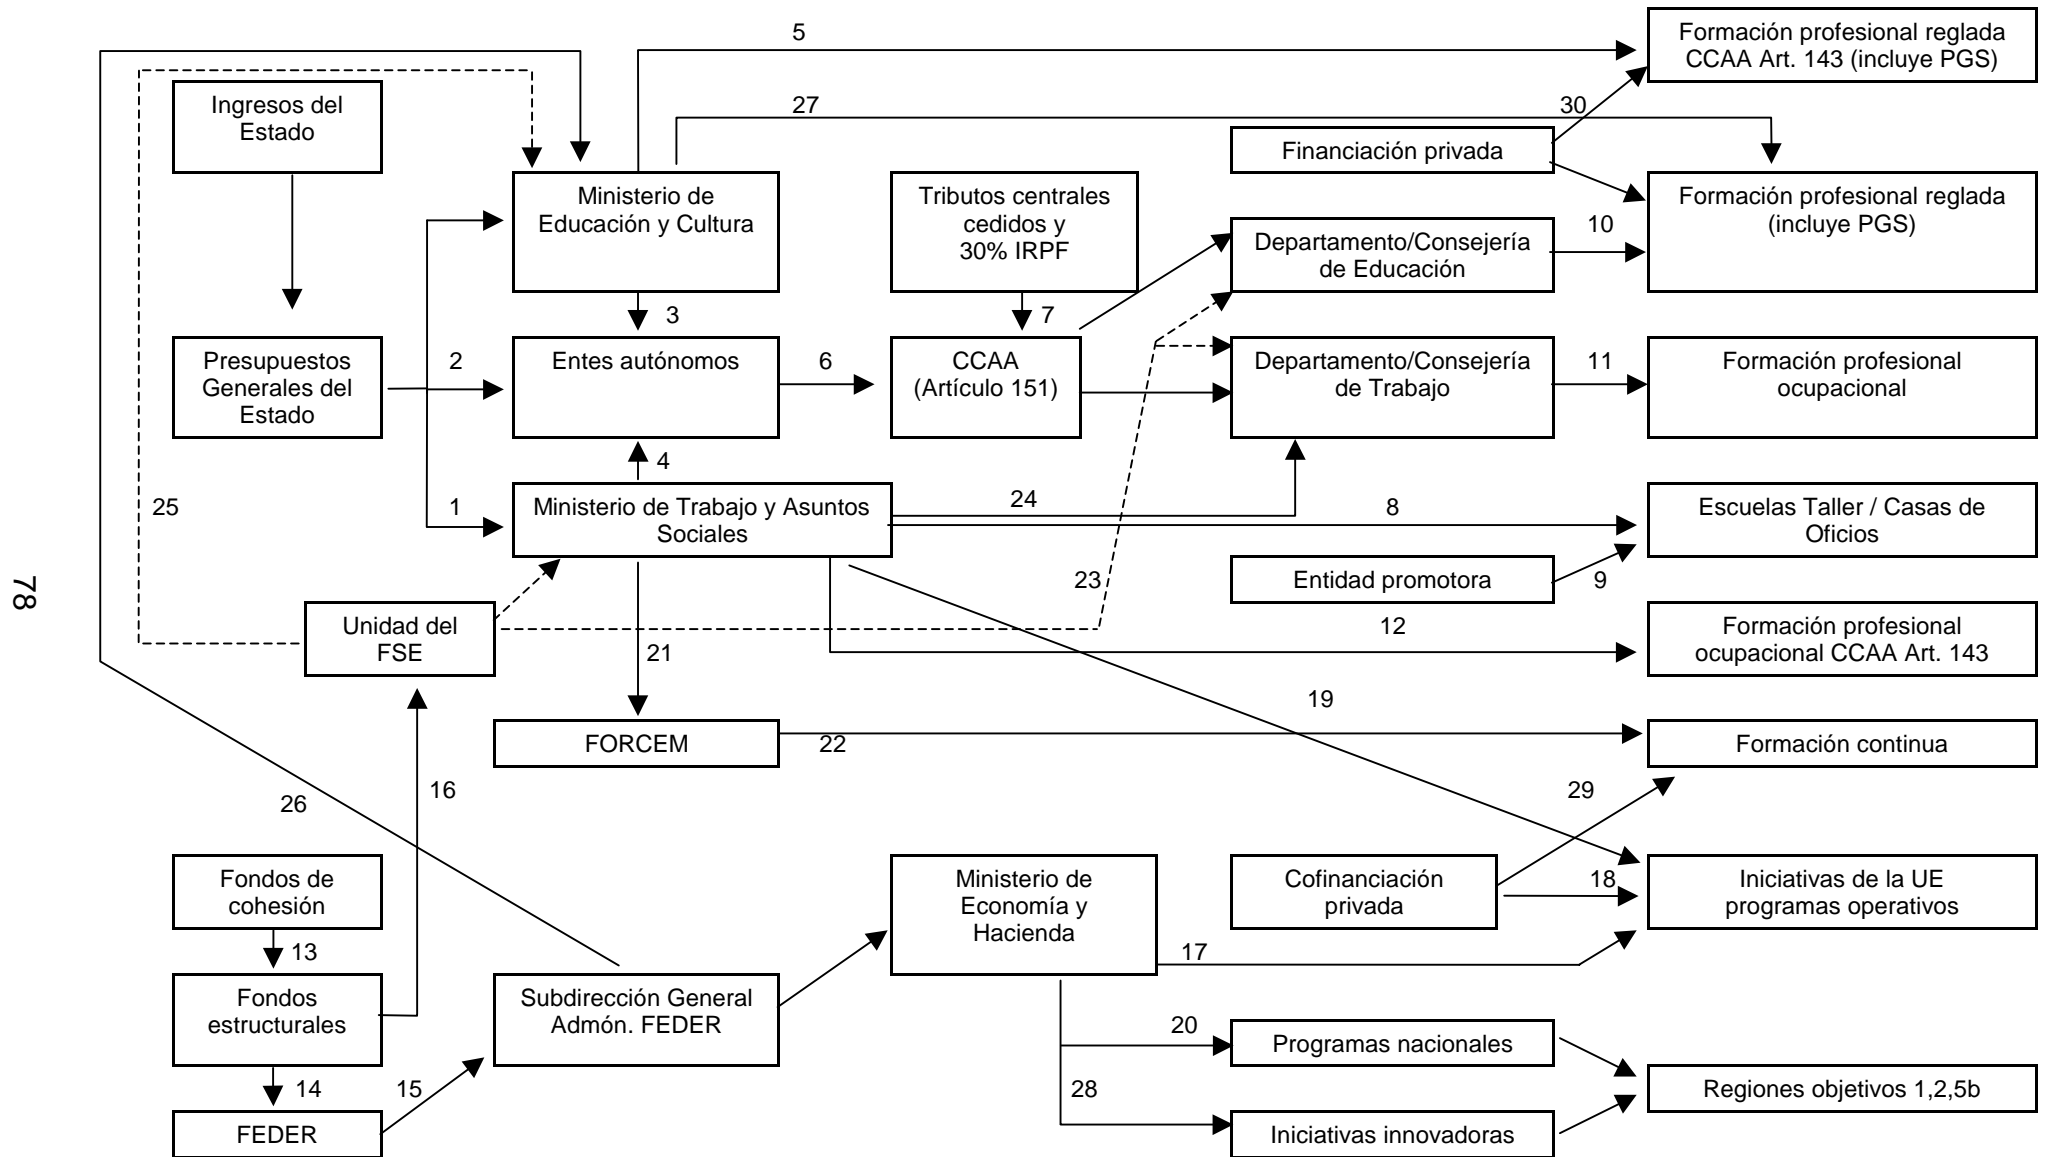 5
Formación profesional reglada
CCAA Art. 143 (incluye PGS)
Ingresos del
Estado
27
30
Financiación privada
Ministerio de
Educación y Cultura
Tributos centrales
cedidos y
30% IRPF
Formación profesional reglada
(incluye PGS)
Departamento/Consejería
de Educación
10
3
7
Presupuestos
Generales del
Estado
2
Entes autónomos
6
CCAA
(Artículo 151)
Departamento/Consejería
de Trabajo
11
Formación profesional
ocupacional
4
25
1
Ministerio de Trabajo y Asuntos
Sociales
24
8
Escuelas Taller / Casas de
Oficios
78
23
Entidad promotora
9
Unidad del
FSE
21
12
Formación profesional
ocupacional CCAA Art. 143
19
FORCEM
22
Formación continua
26
16
29
Fondos de
cohesión
Ministerio de
Economía y
Hacienda
Cofinanciación
privada
18
Iniciativas de la UE
programas operativos
13
17
Fondos
estructurales
Subdirección General
Admón. FEDER
20
Programas nacionales
14
15
28
Regiones objetivos 1,2,5b
FEDER
Iniciativas innovadoras